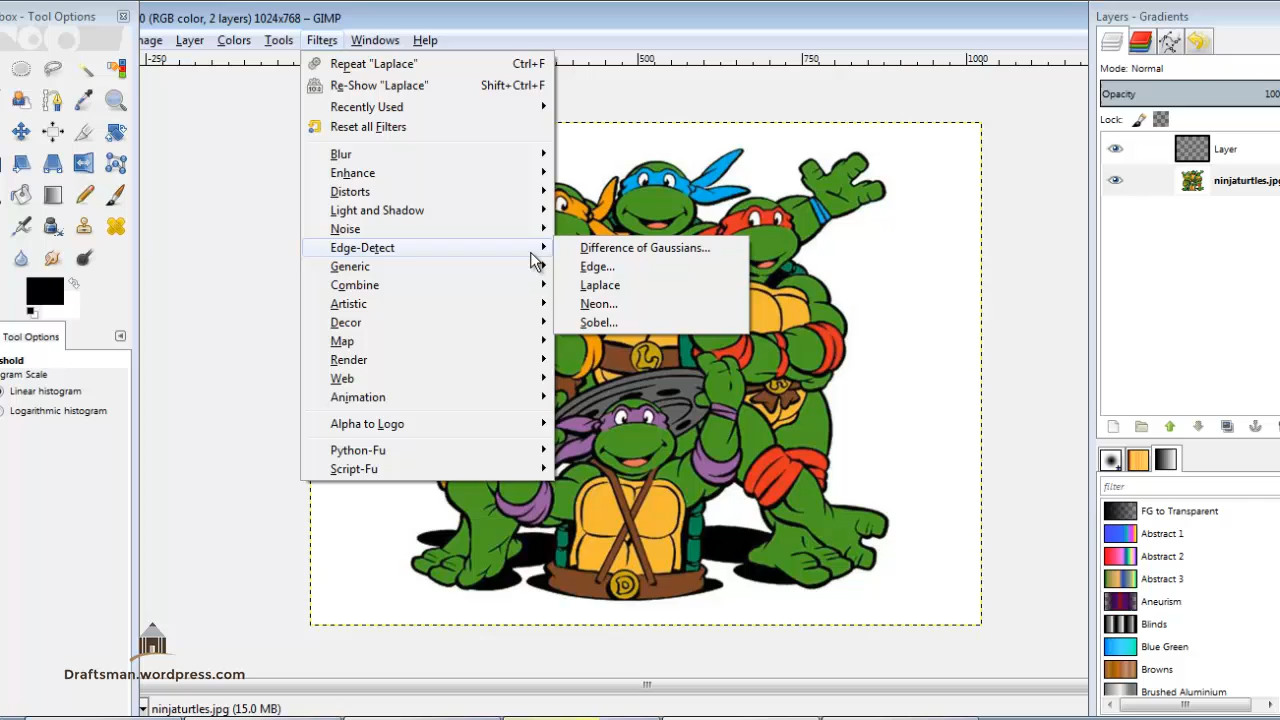 box - Tool Options
0 (RGB color, 2 layers) 1024x768 – GIMP
Layers - Gradients
mage Layer Colors Tools Filters Windows Help
-250
500
750
1000
Repeat "Laplace" Ctrl+F
Re-Show "Laplace" Shift+Ctrl+F
Recently Used
Reset all Filters
Blur
Enhance
Distorts
Light and Shadow
Noise
Edge-Detect
Generic
Combine
Artistic
Decor
Map
Render
Web
Animation
Alpha to Logo
Python-Fu
Script-Fu
Difference of Gaussians...
Edge...
Laplace
Neon...
Sobel...
L
D
Tool Options
shold
gram Scale
Linear histogram
Logarithmic histogram
Mode: Normal
Opacity 100
Lock:
Layer
ninjaturtles.jpg
filter
FG to Transparent
Abstract 1
Abstract 2
Abstract 3
Aneurism
Blinds
Blue Green
Browns
Brushed Aluminium
Draftsman.wordpress.com
ninjaturtles.jpg (15.0 MB)